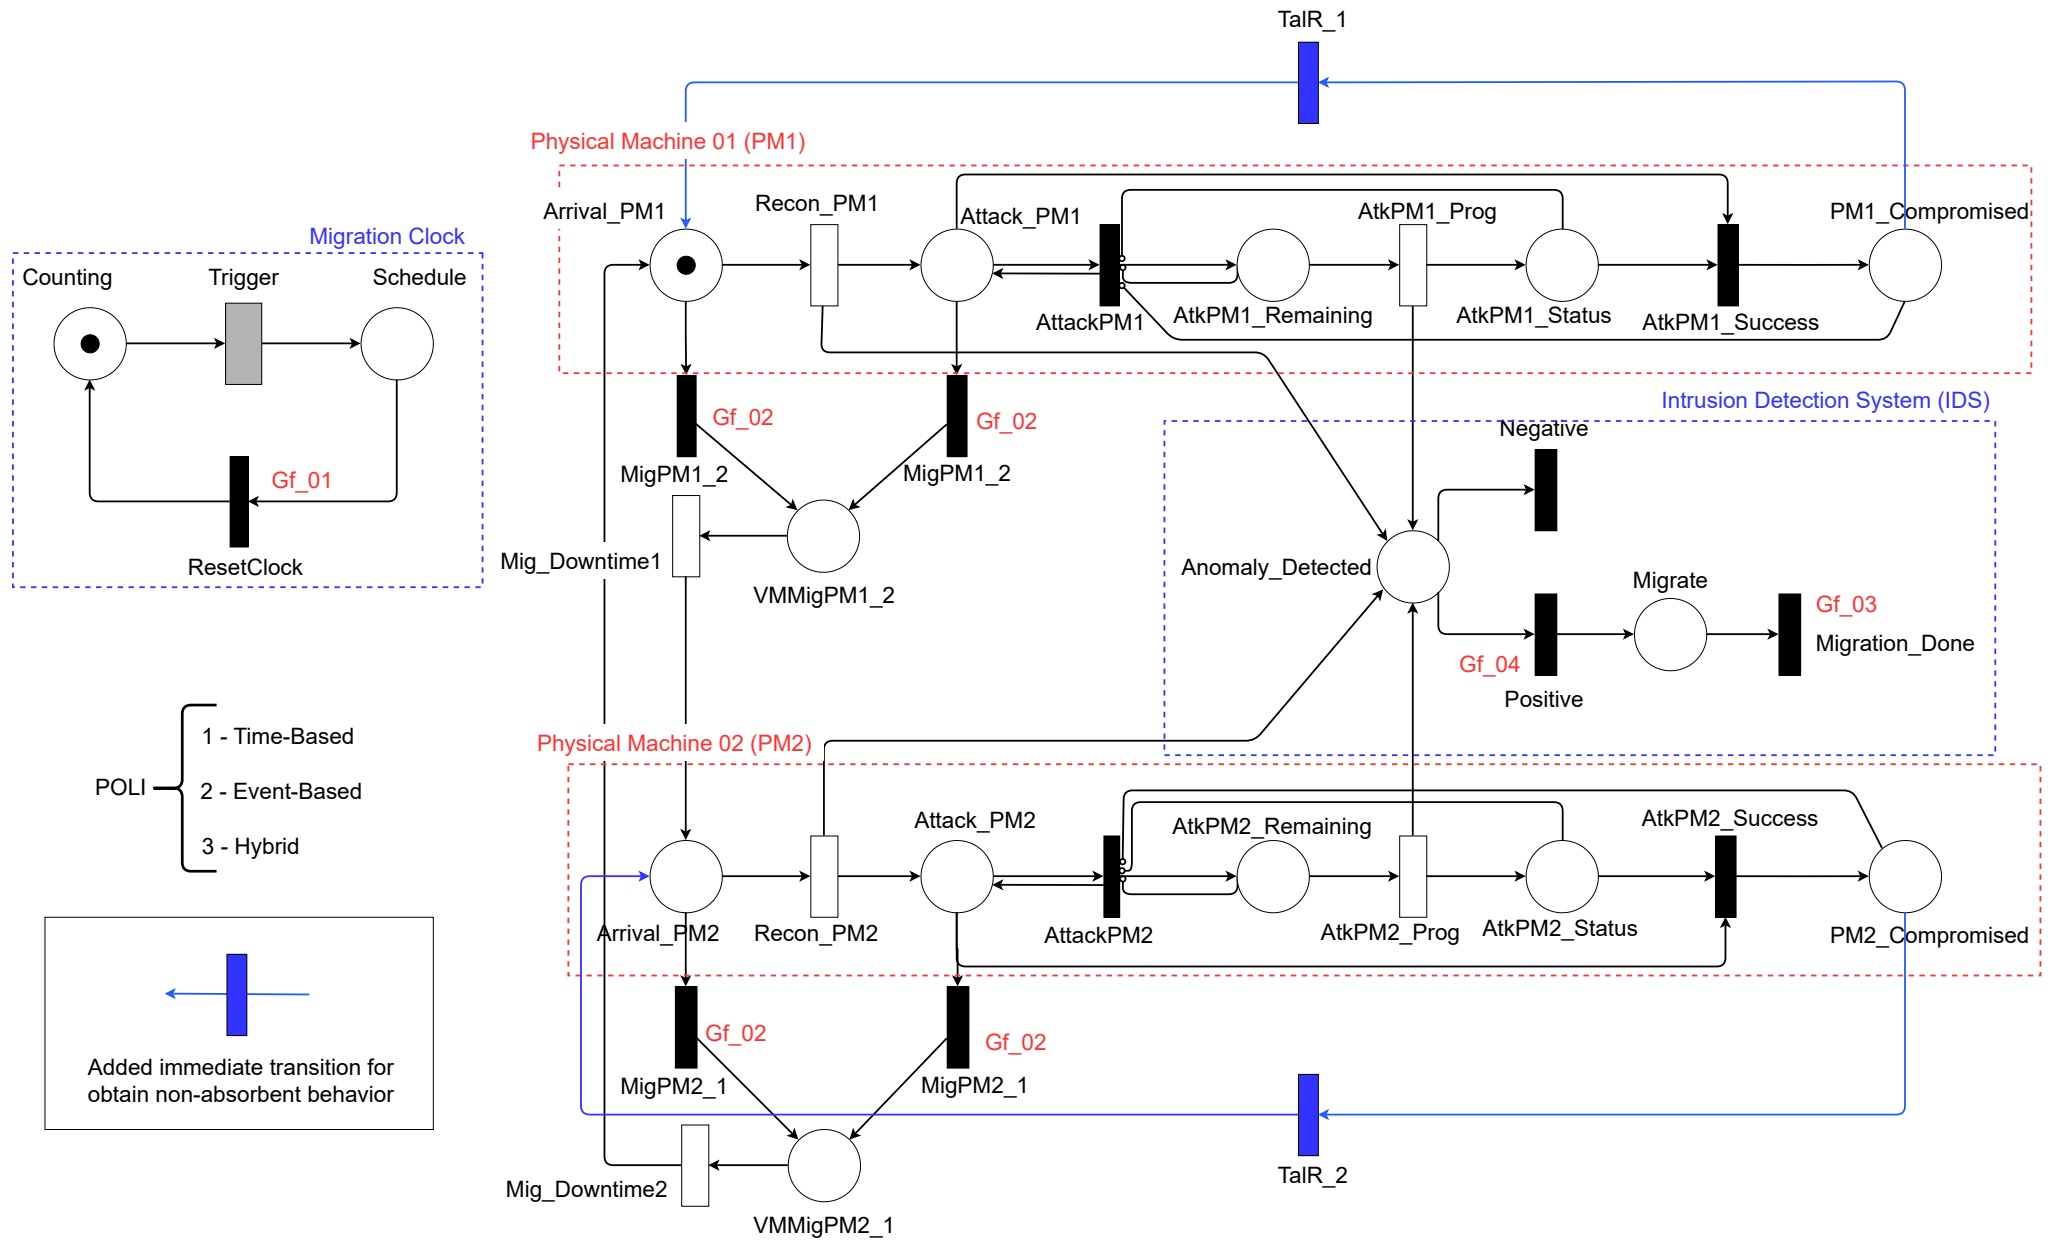 TalR_1
Physical Machine 01 (PM1)
Arrival_PM1
Recon_PM1
Attack_PM1
AtkPM1_Prog
PM1_Compromised
AttackPM1
AtkPM1_Remaining
AtkPM1_Status
AtkPM1_Success
Migration Clock
Counting
Trigger
Schedule
Gf_01
ResetClock
Gf_02
Gf_02
MigPM1_2
MigPM1_2
Mig_Downtime1
VMMigPM1_2
Intrusion Detection System (IDS)
Negative
Anomaly_Detected
Migrate
Gf_03
Migration_Done
Gf_04
Positive
POLI
1 - Time-Based
2 - Event-Based
3 - Hybrid
Physical Machine 02 (PM2)
Attack_PM2
AtkPM2_Remaining
AtkPM2_Success
Arrival_PM2
Recon_PM2
AttackPM2
AtkPM2_Prog
AtkPM2_Status
PM2_Compromised
Gf_02
Gf_02
MigPM2_1
MigPM2_1
Mig_Downtime2
VMMigPM2_1
TalR_2
Added immediate transition for
obtain non-absorbent behavior